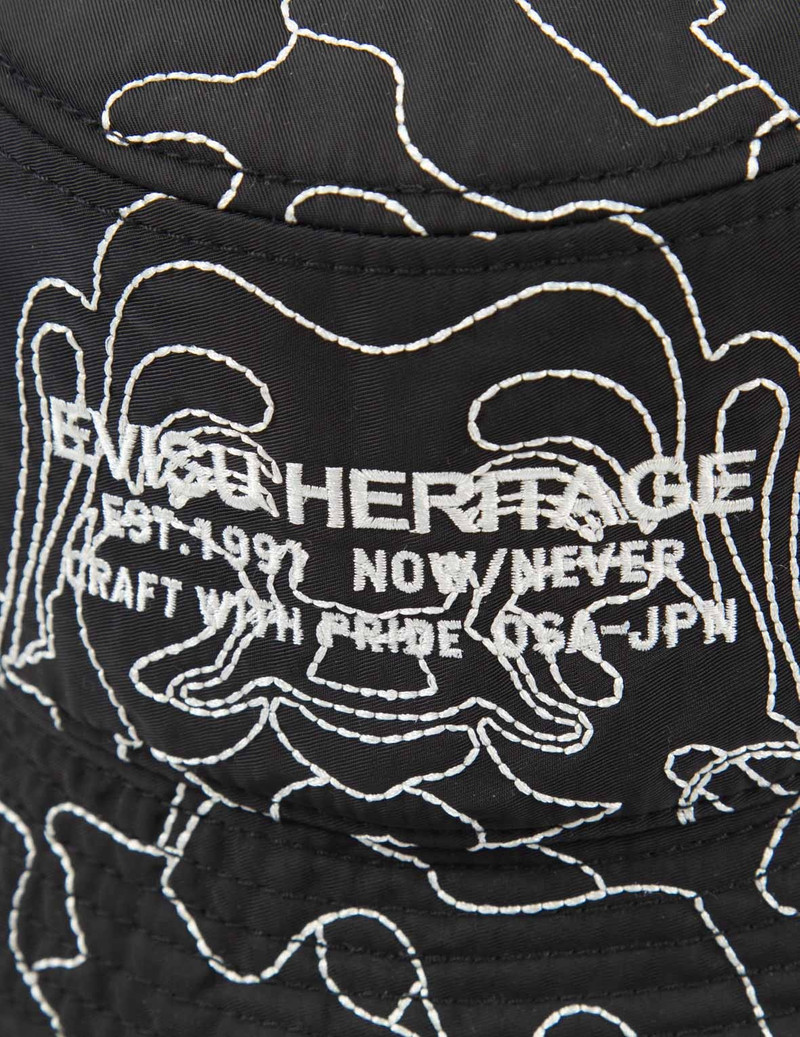 EVISU HERITAGE
EST.1991 NOW/NEVER
CRAFT WITH PRIDE OSA-JPN